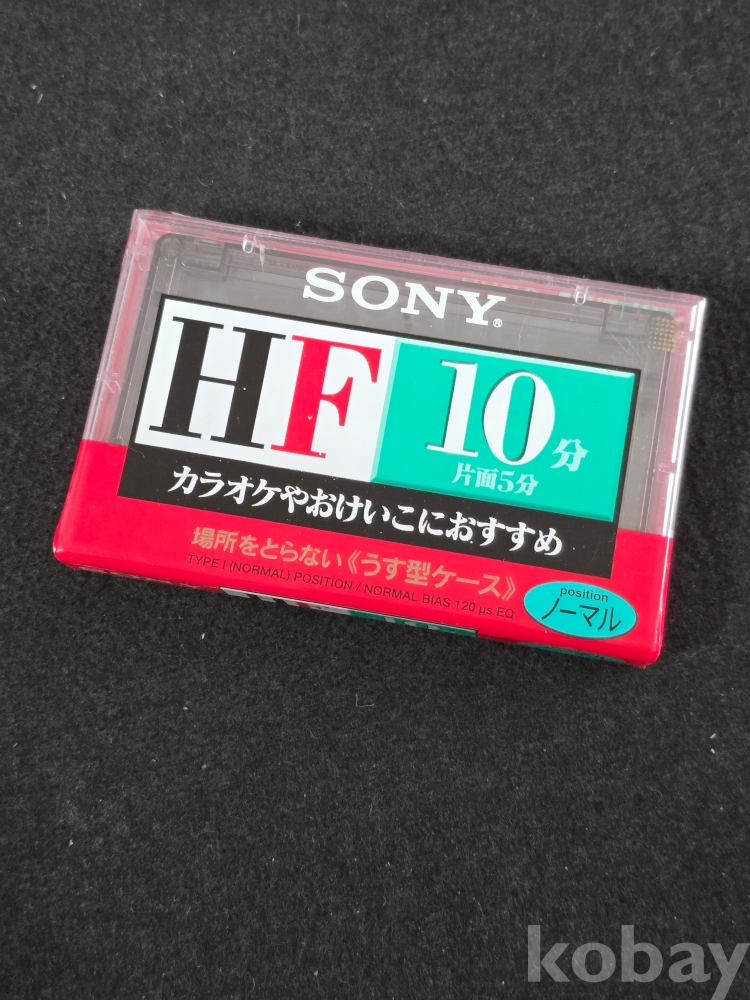 SONY®
HF 10分
片面5分
カラオケやおけいこにおすすめ
場所をとらない《うす型ケース》
TYPE I (NORMAL) POSITION / NORMAL BIAS 120 µs EQ
position
ノーマル
kobay